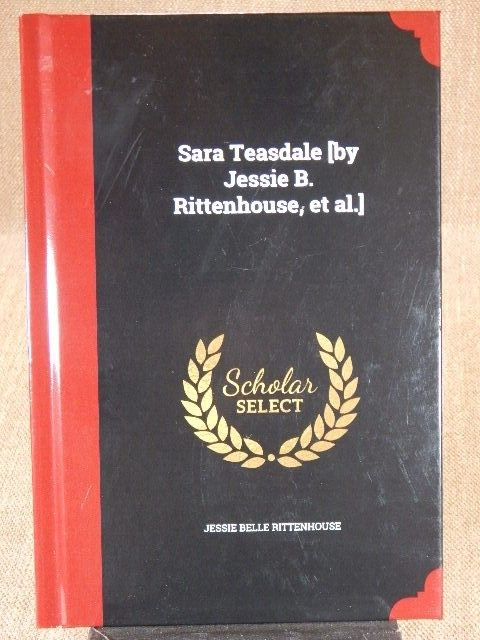 Sara Teasdale [by
Jessie B.
Rittenhouse, et al.]
Scholar
SELECT
JESSIE BELLE RITTENHOUSE